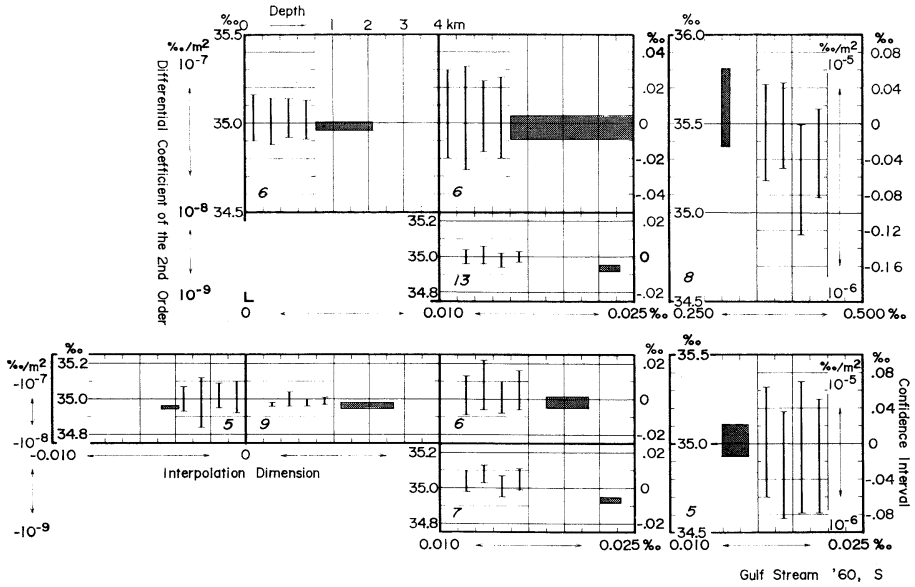 Depth
0 1 2 3 4 km
‰ ‰ ‰
35.5 36.0
‰/m² ‰/m²
10⁻⁷ .04 10⁻⁵ 0.08
.02 0.04
35.0 0 35.5 0
-.02 -0.04
6 6
10⁻⁸ 34.5 -.04 -0.08
35.2 .02 35.0
-0.12
35.0 0
13 8 -0.16
10⁻⁹ L 34.8 -.02 34.5 10⁻⁶
0 0.010 0.025 ‰ 0.250 0.500 ‰
Differential Coefficient of the 2nd Order
‰/m² ‰ ‰ ‰
35.2 .02 35.5 ‰/m²
-10⁻⁷ 10⁻⁵ .08
35.0 0 .04
5 9 6
-10⁻⁸ 34.8 -.02 35.0 0
-0.010 0
Interpolation Dimension
35.2 .02
-.04
35.0 0
7 5 -.08
-10⁻⁹ 34.8 -.02 34.5 10⁻⁶
0.010 0.025 ‰ 0.010 0.025 ‰
Confidence Interval
Gulf Stream '60, S